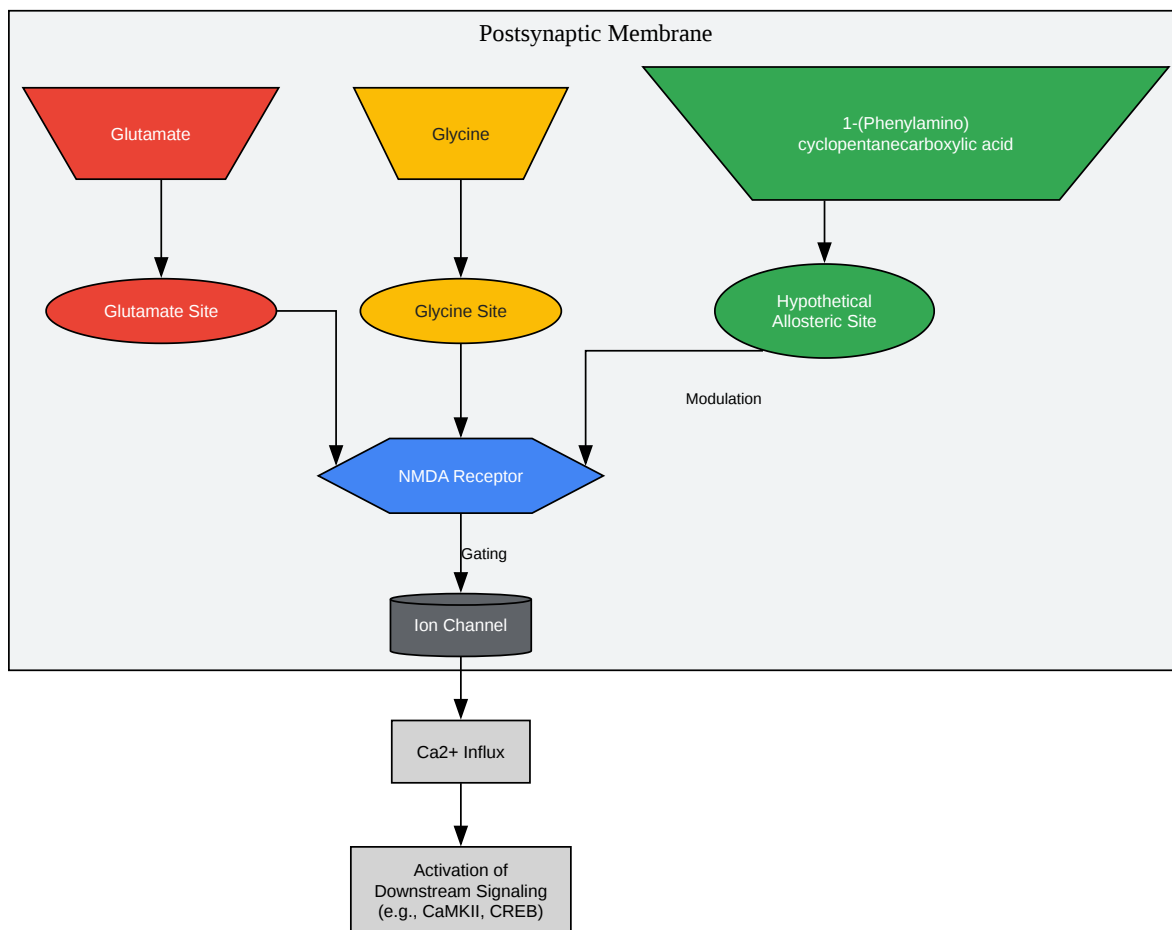 Postsynaptic Membrane
Glutamate
Glycine
1-(Phenylamino)
cyclopentanecarboxylic acid
Glutamate Site
Glycine Site
Hypothetical
Allosteric Site
Modulation
NMDA Receptor
Gating
Ion Channel
Ca2+ Influx
Activation of
Downstream Signaling
(e.g., CaMKII, CREB)